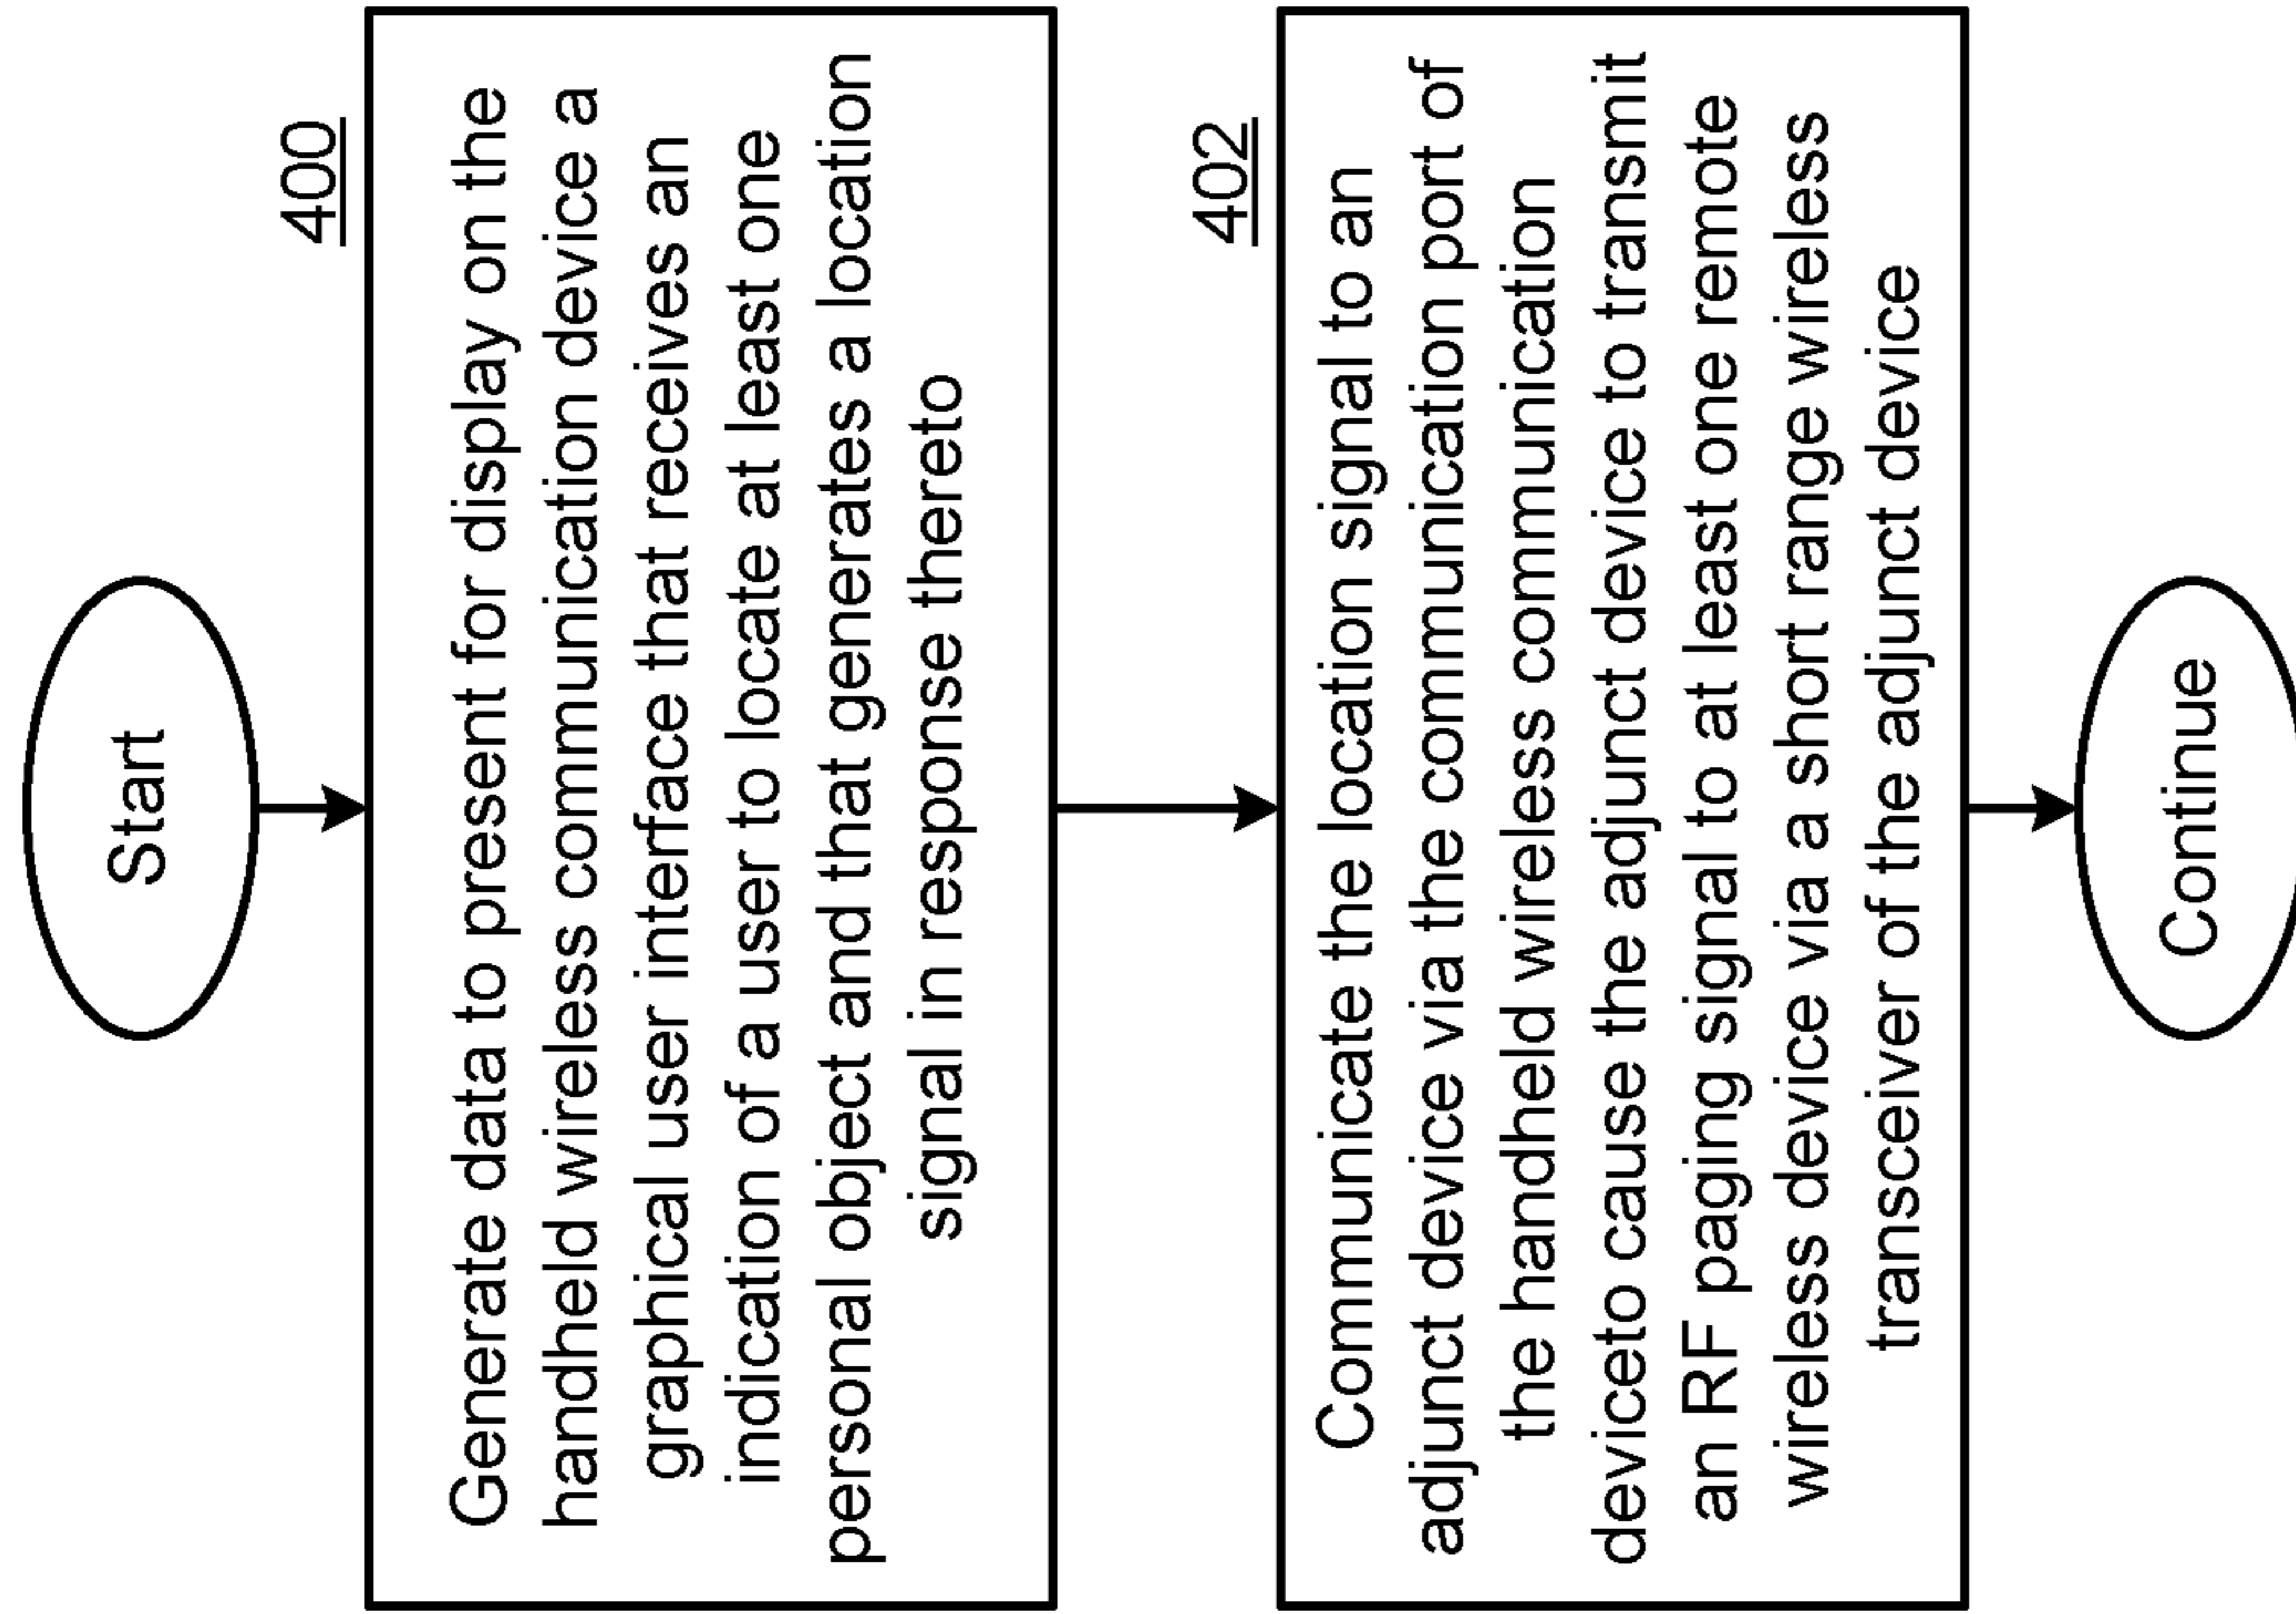 Start
400
Generate data to present for display on the
handheld wireless communication device a
graphical user interface that receives an
indication of a user to locate at least one
personal object and that generates a location
signal in response thereto
402
Communicate the location signal to an
adjunct device via the communication port of
the handheld wireless communication
deviceto cause the adjunct device to transmit
an RF paging signal to at least one remote
wireless device via a short range wireless
transceiver of the adjunct device
Continue